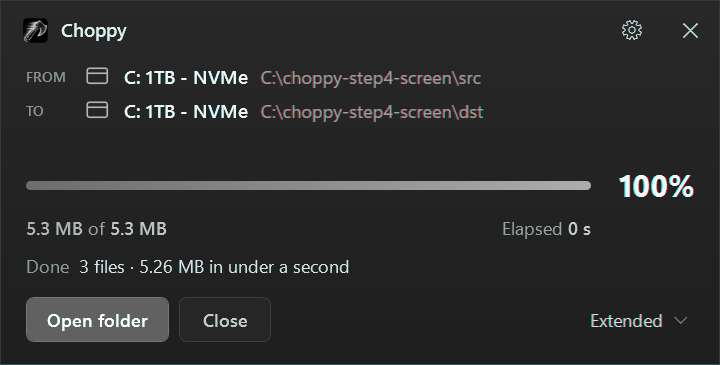 Choppy
FROM C: 1TB - NVMe C:\choppy-step4-screen\src
TO C: 1TB - NVMe C:\choppy-step4-screen\dst
100%
5.3 MB of 5.3 MB Elapsed 0 s
Done 3 files · 5.26 MB in under a second
Open folder Close Extended